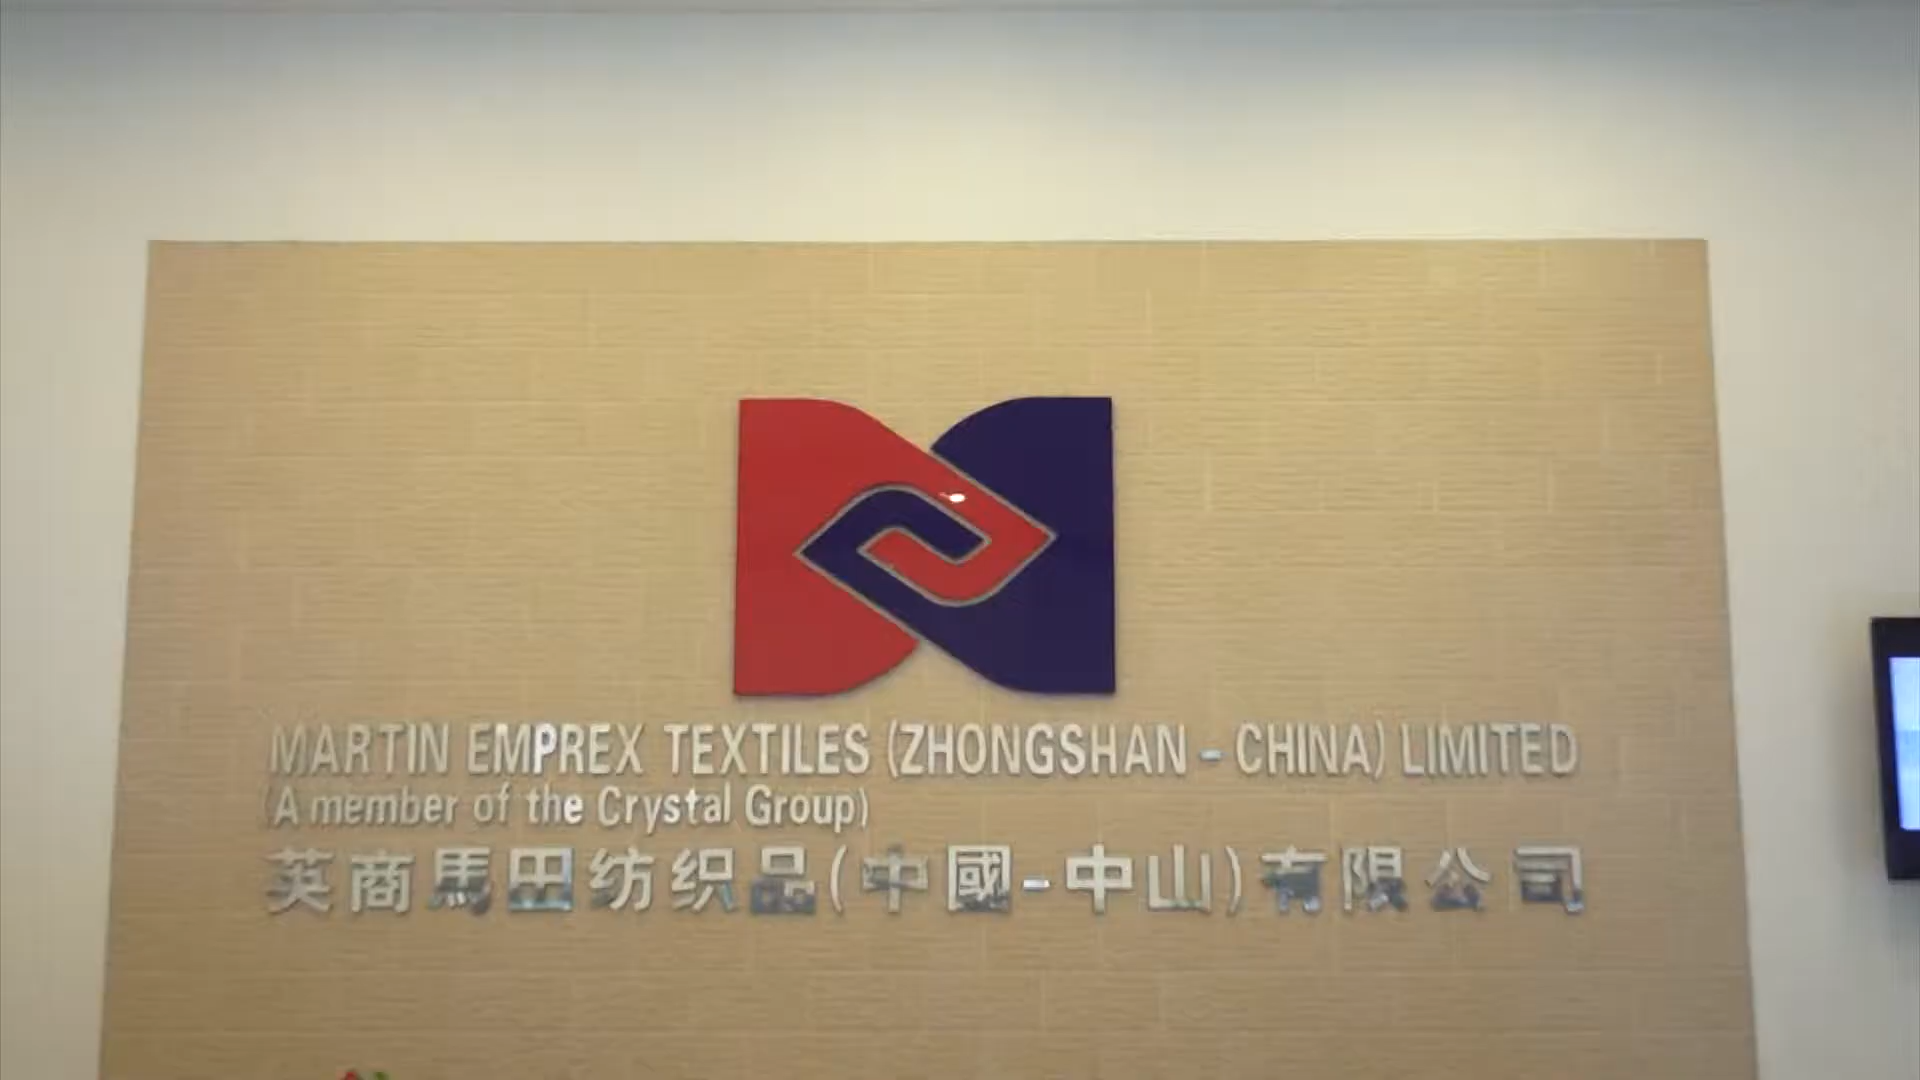 MARTIN EMPREX TEXTILES (ZHONGSHAN - CHINA) LIMITED
(A member of the Crystal Group)
英商馬田纺织品(中國-中山)有限公司